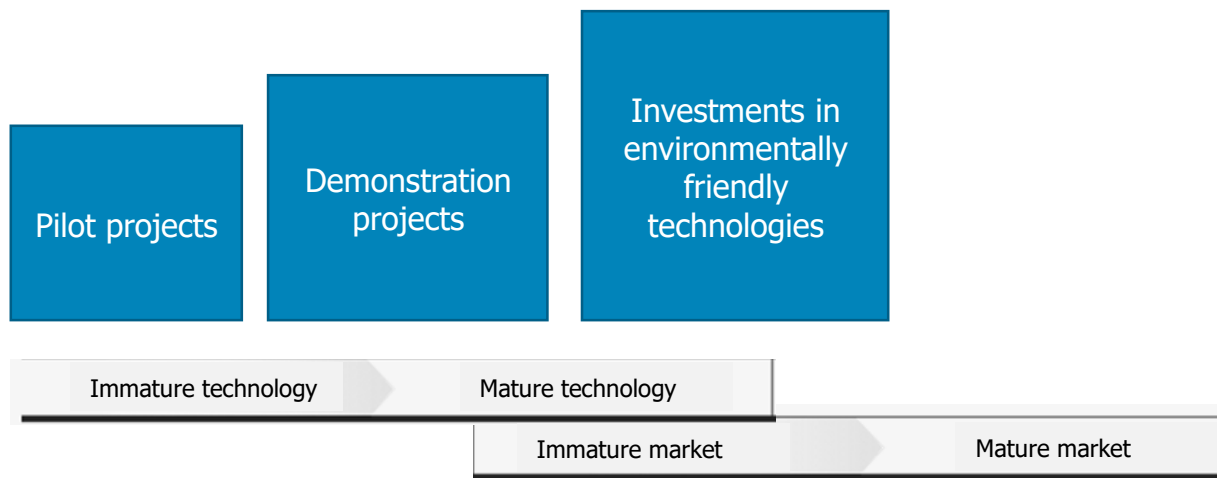 Pilot projects
Demonstration
projects
Investments in
environmentally
friendly
technologies
Immature technology
Mature technology
Immature market
Mature market